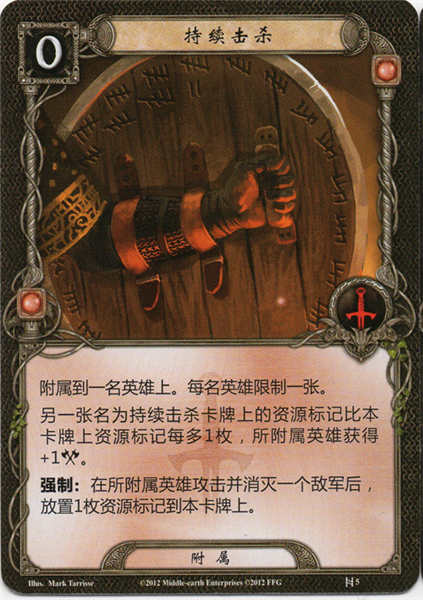 0
持续击杀
附属到一名英雄上。每名英雄限制一张。
另一张名为持续击杀卡牌上的资源标记比本
卡牌上资源标记每多1枚，所附属英雄获得
+1。
强制：在所附属英雄攻击并消灭一个敌军后，
放置1枚资源标记到本卡牌上。
附属
Illus. Mark Tarrisse ©2012 Middle-earth Enterprises ©2012 FFG 5